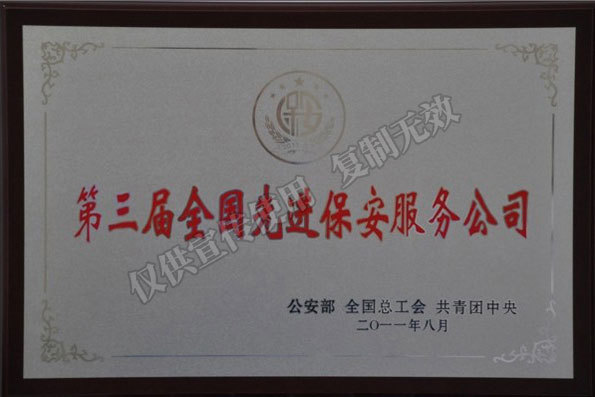 第三届全国先进保安服务公司
公安部 全国总工会 共青团中央
二〇一一年八月
仅供宣传使用 复制无效